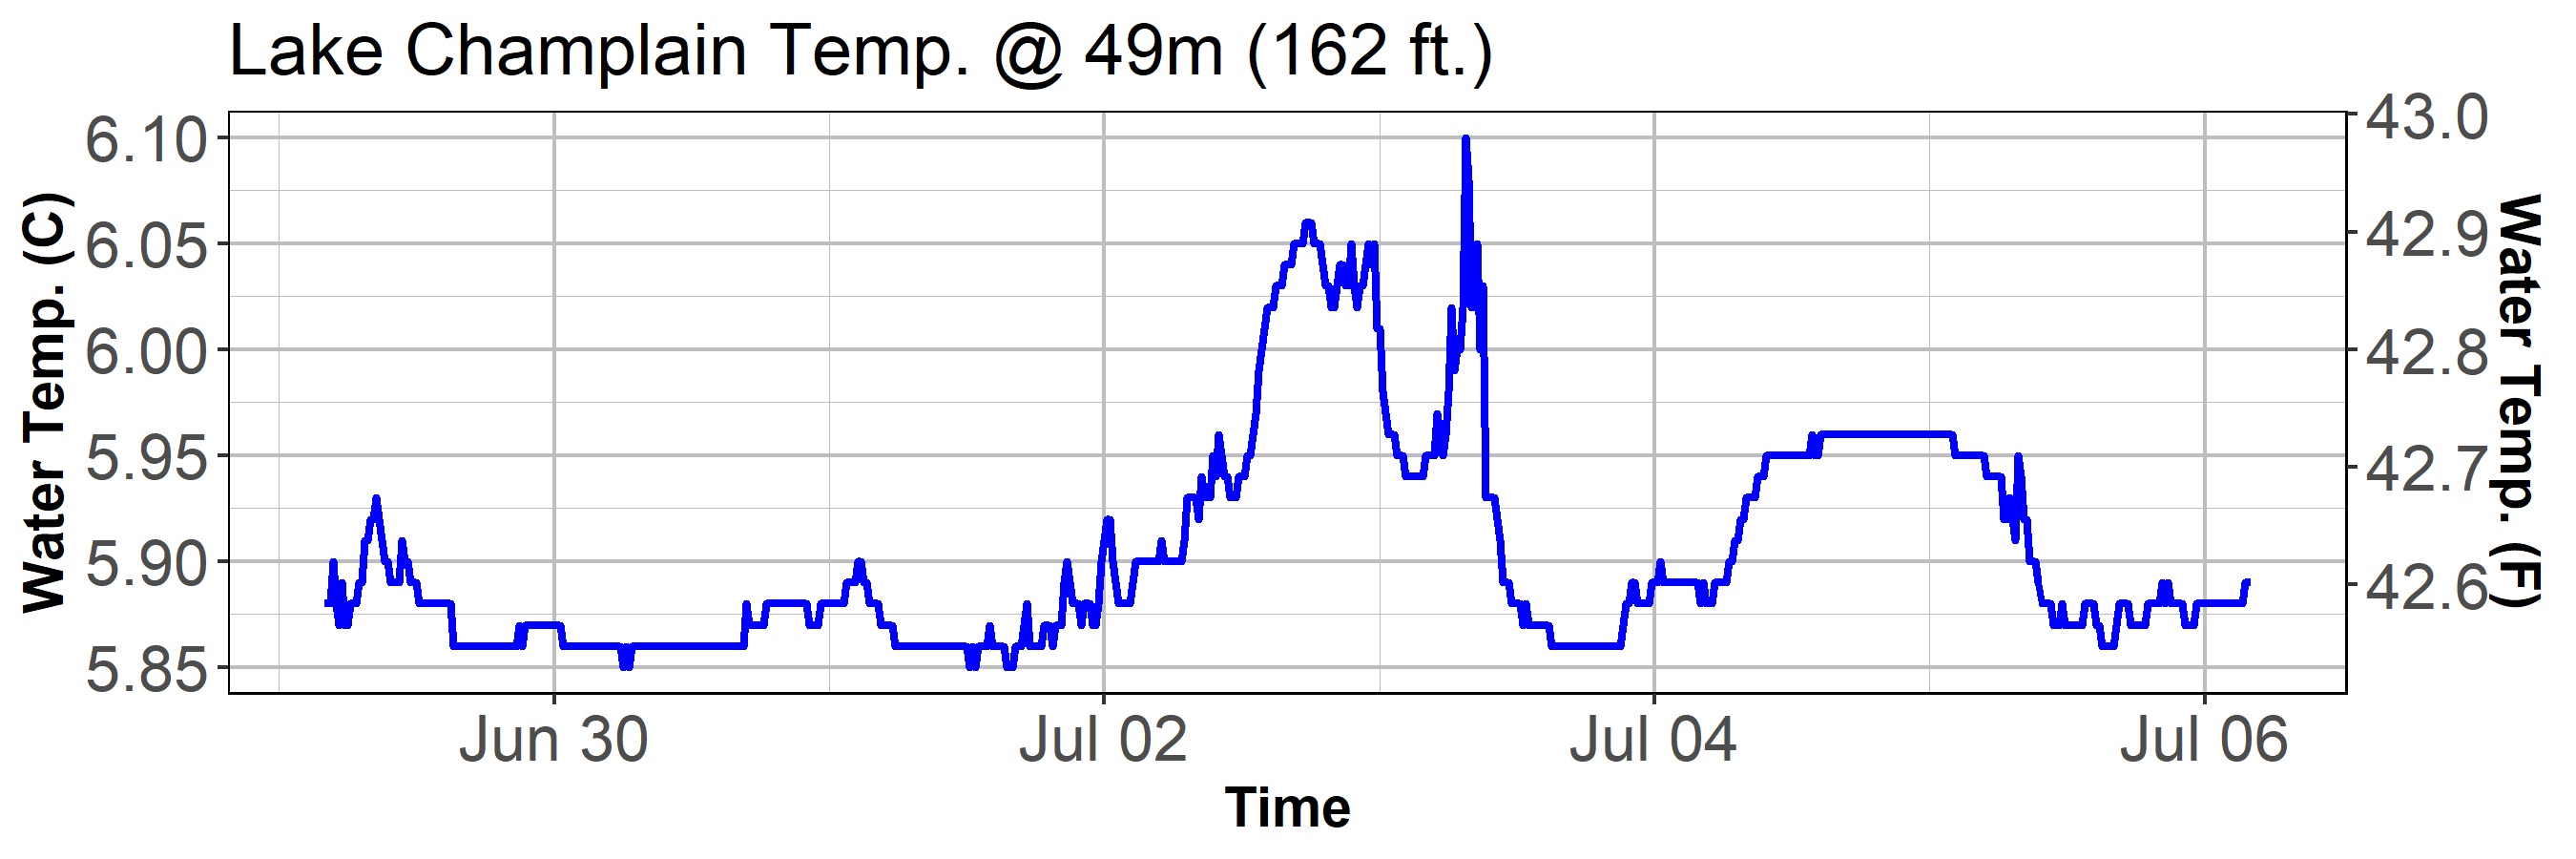 Lake Champlain Temp. @ 49m (162 ft.)
Water Temp. (C)
6.10
6.05
6.00
5.95
5.90
5.85
43.0
42.9
42.8
42.7
42.6
Water Temp. (F)
Jun 30
Jul 02
Jul 04
Jul 06
Time